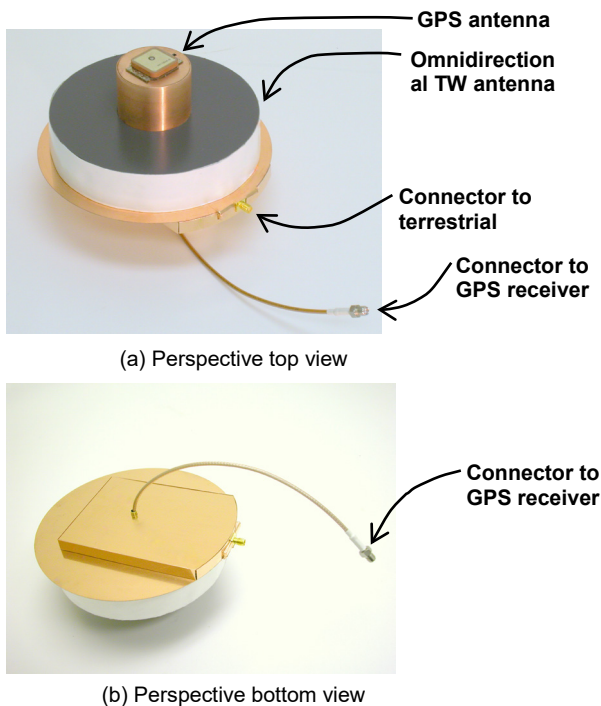 GPS antenna
Omnidirection
al TW antenna
Connector to
terrestrial
Connector to
GPS receiver
(a) Perspective top view
Connector to
GPS receiver
(b) Perspective bottom view